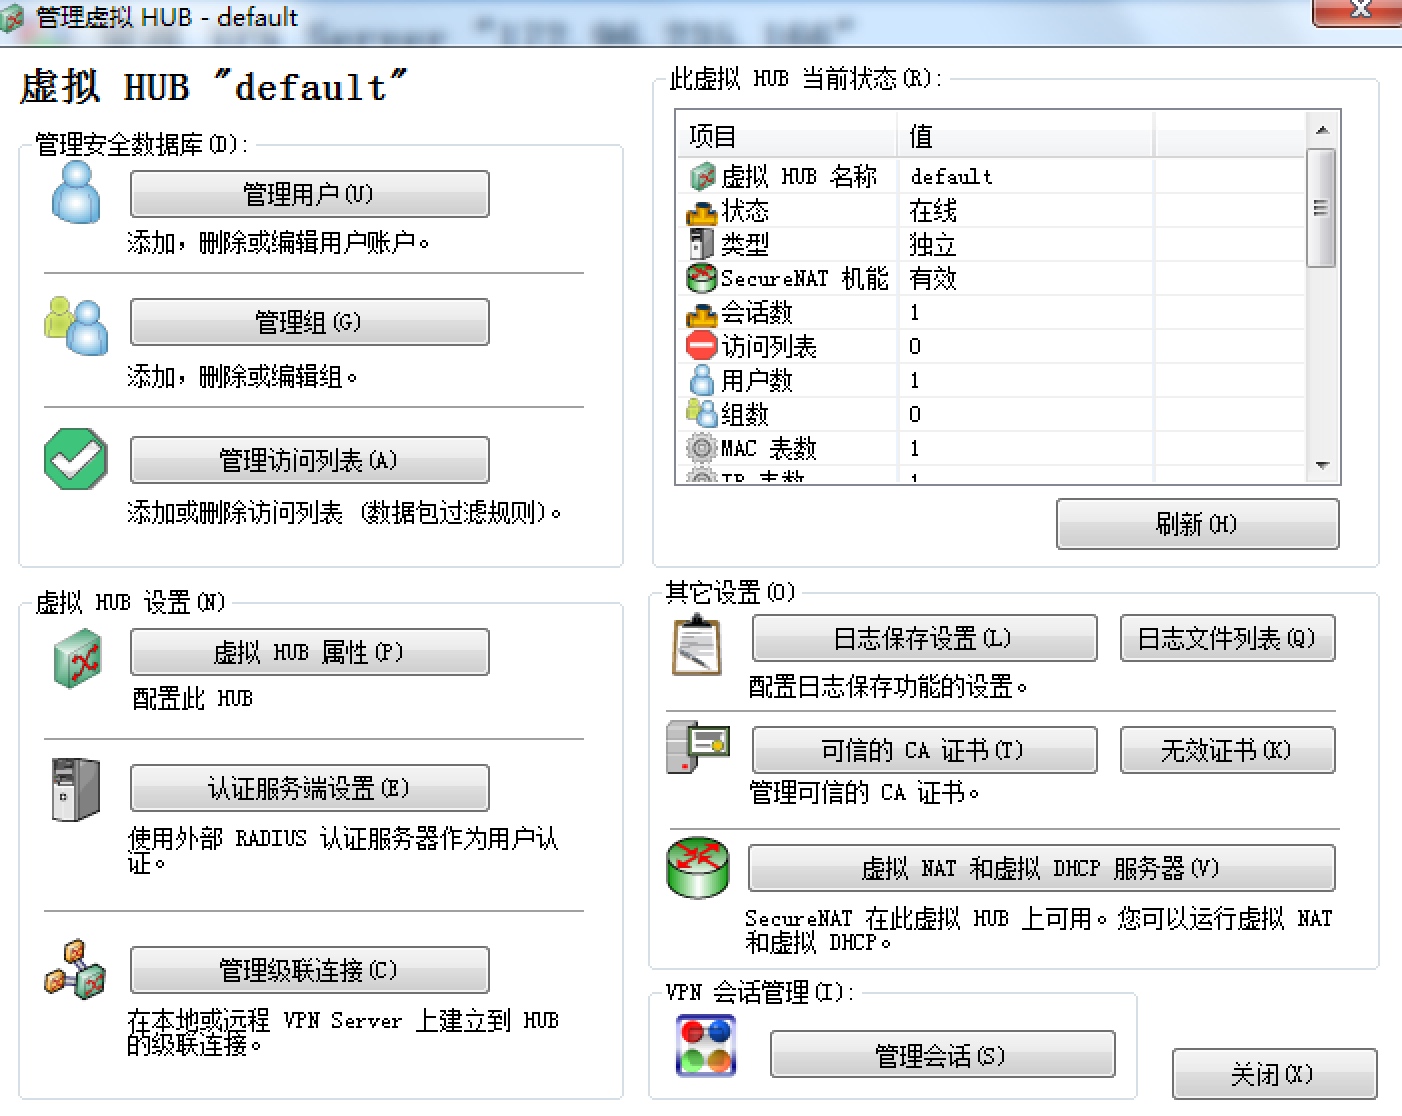 管理虚拟 HUB - default
虚拟 HUB "default"
管理安全数据库(D):
管理用户(U)
添加，删除或编辑用户账户。
管理组(G)
添加，删除或编辑组。
管理访问列表(A)
添加或删除访问列表 (数据包过滤规则)。
此虚拟 HUB 当前状态(R):
项目 值
虚拟 HUB 名称 default
状态 在线
类型 独立
SecureNAT 机能 有效
会话数 1
访问列表 0
用户数 1
组数 0
MAC 表数 1
IP 表数 1
刷新(H)
虚拟 HUB 设置(N)
虚拟 HUB 属性(P)
配置此 HUB
认证服务端设置(E)
使用外部 RADIUS 认证服务器作为用户认
证。
管理级联连接(C)
在本地或远程 VPN Server 上建立到 HUB
的级联连接。
其它设置(O)
日志保存设置(L) 日志文件列表(Q)
配置日志保存功能的设置。
可信的 CA 证书(T) 无效证书(K)
管理可信的 CA 证书。
虚拟 NAT 和虚拟 DHCP 服务器(V)
SecureNAT 在此虚拟 HUB 上可用。您可以运行虚拟 NAT
和虚拟 DHCP。
VPN 会话管理(I):
管理会话(S)
关闭(X)